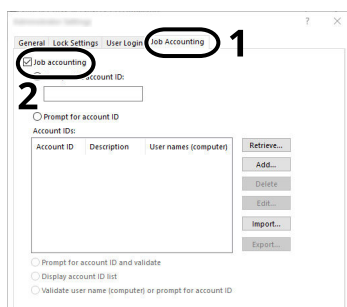 ? ×
General Lock Settings User Login Job Accounting 1
Job accounting
account ID:
2
Prompt for account ID
Account IDs:
Account ID Description User names (computer) Retrieve...
Add...
Delete
Edit...
Import...
Export...
Prompt for account ID and validate
Display account ID list
Validate user name (computer) or prompt for account ID